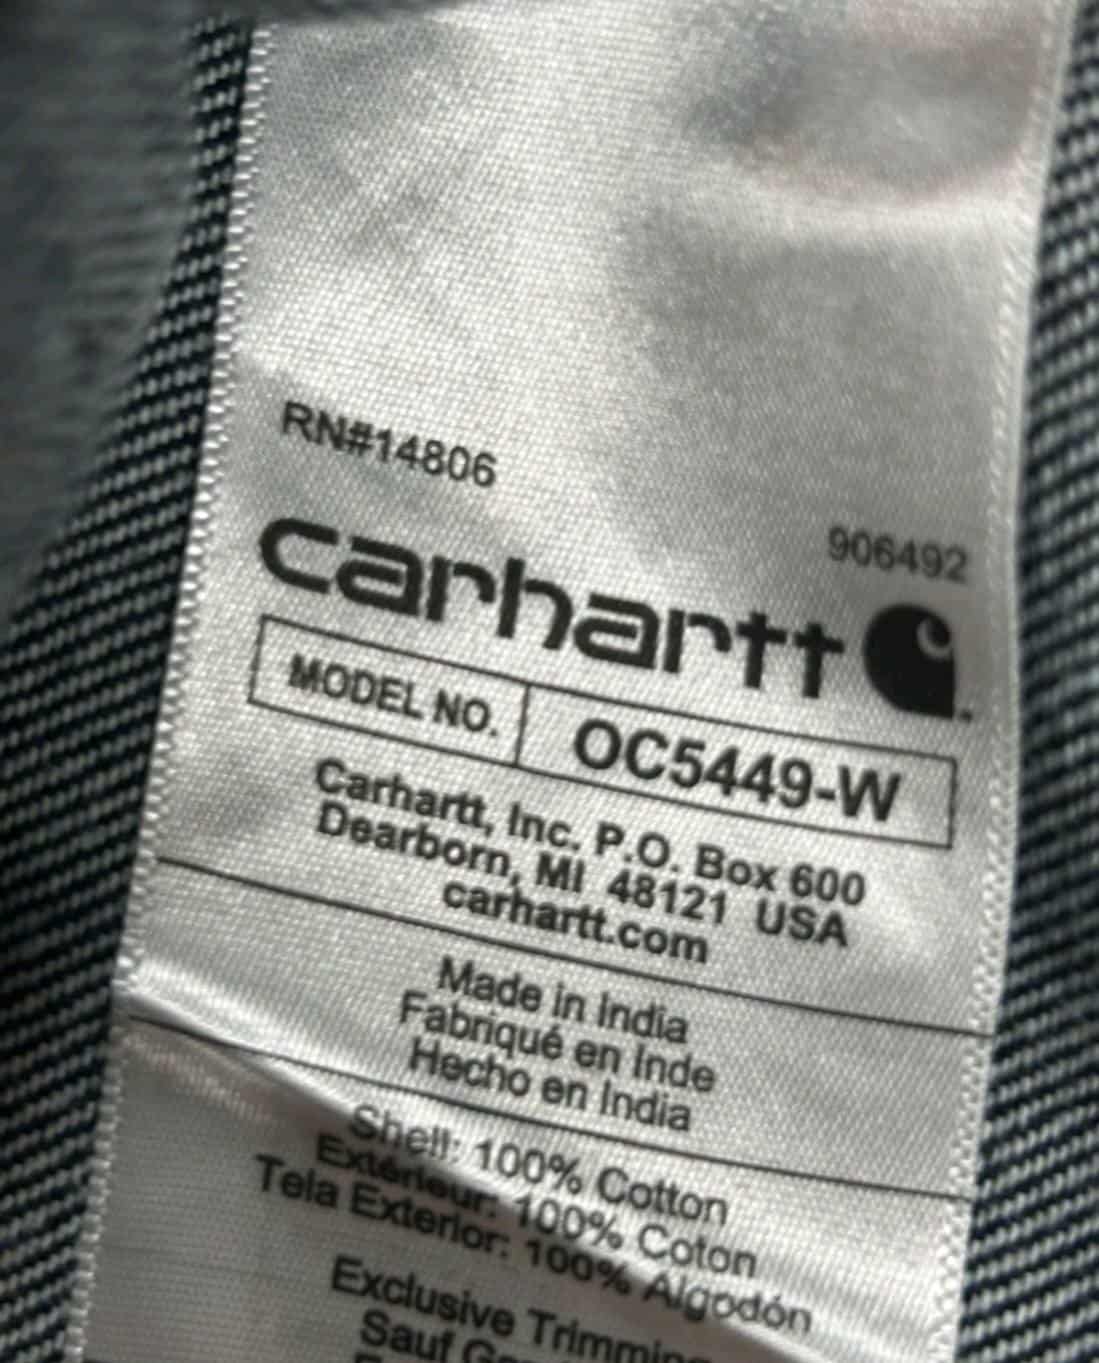 RN#14806
906492
carhartt
MODEL NO. OC5449-W
Carhartt, Inc. P.O. Box 600
Dearborn, MI 48121 USA
carhartt.com
Made in India
Fabriqué en Inde
Hecho en India
Shell: 100% Cotton
Extérieur: 100% Coton
Tela Exterior: 100% Algodón
Exclusive
Sauf